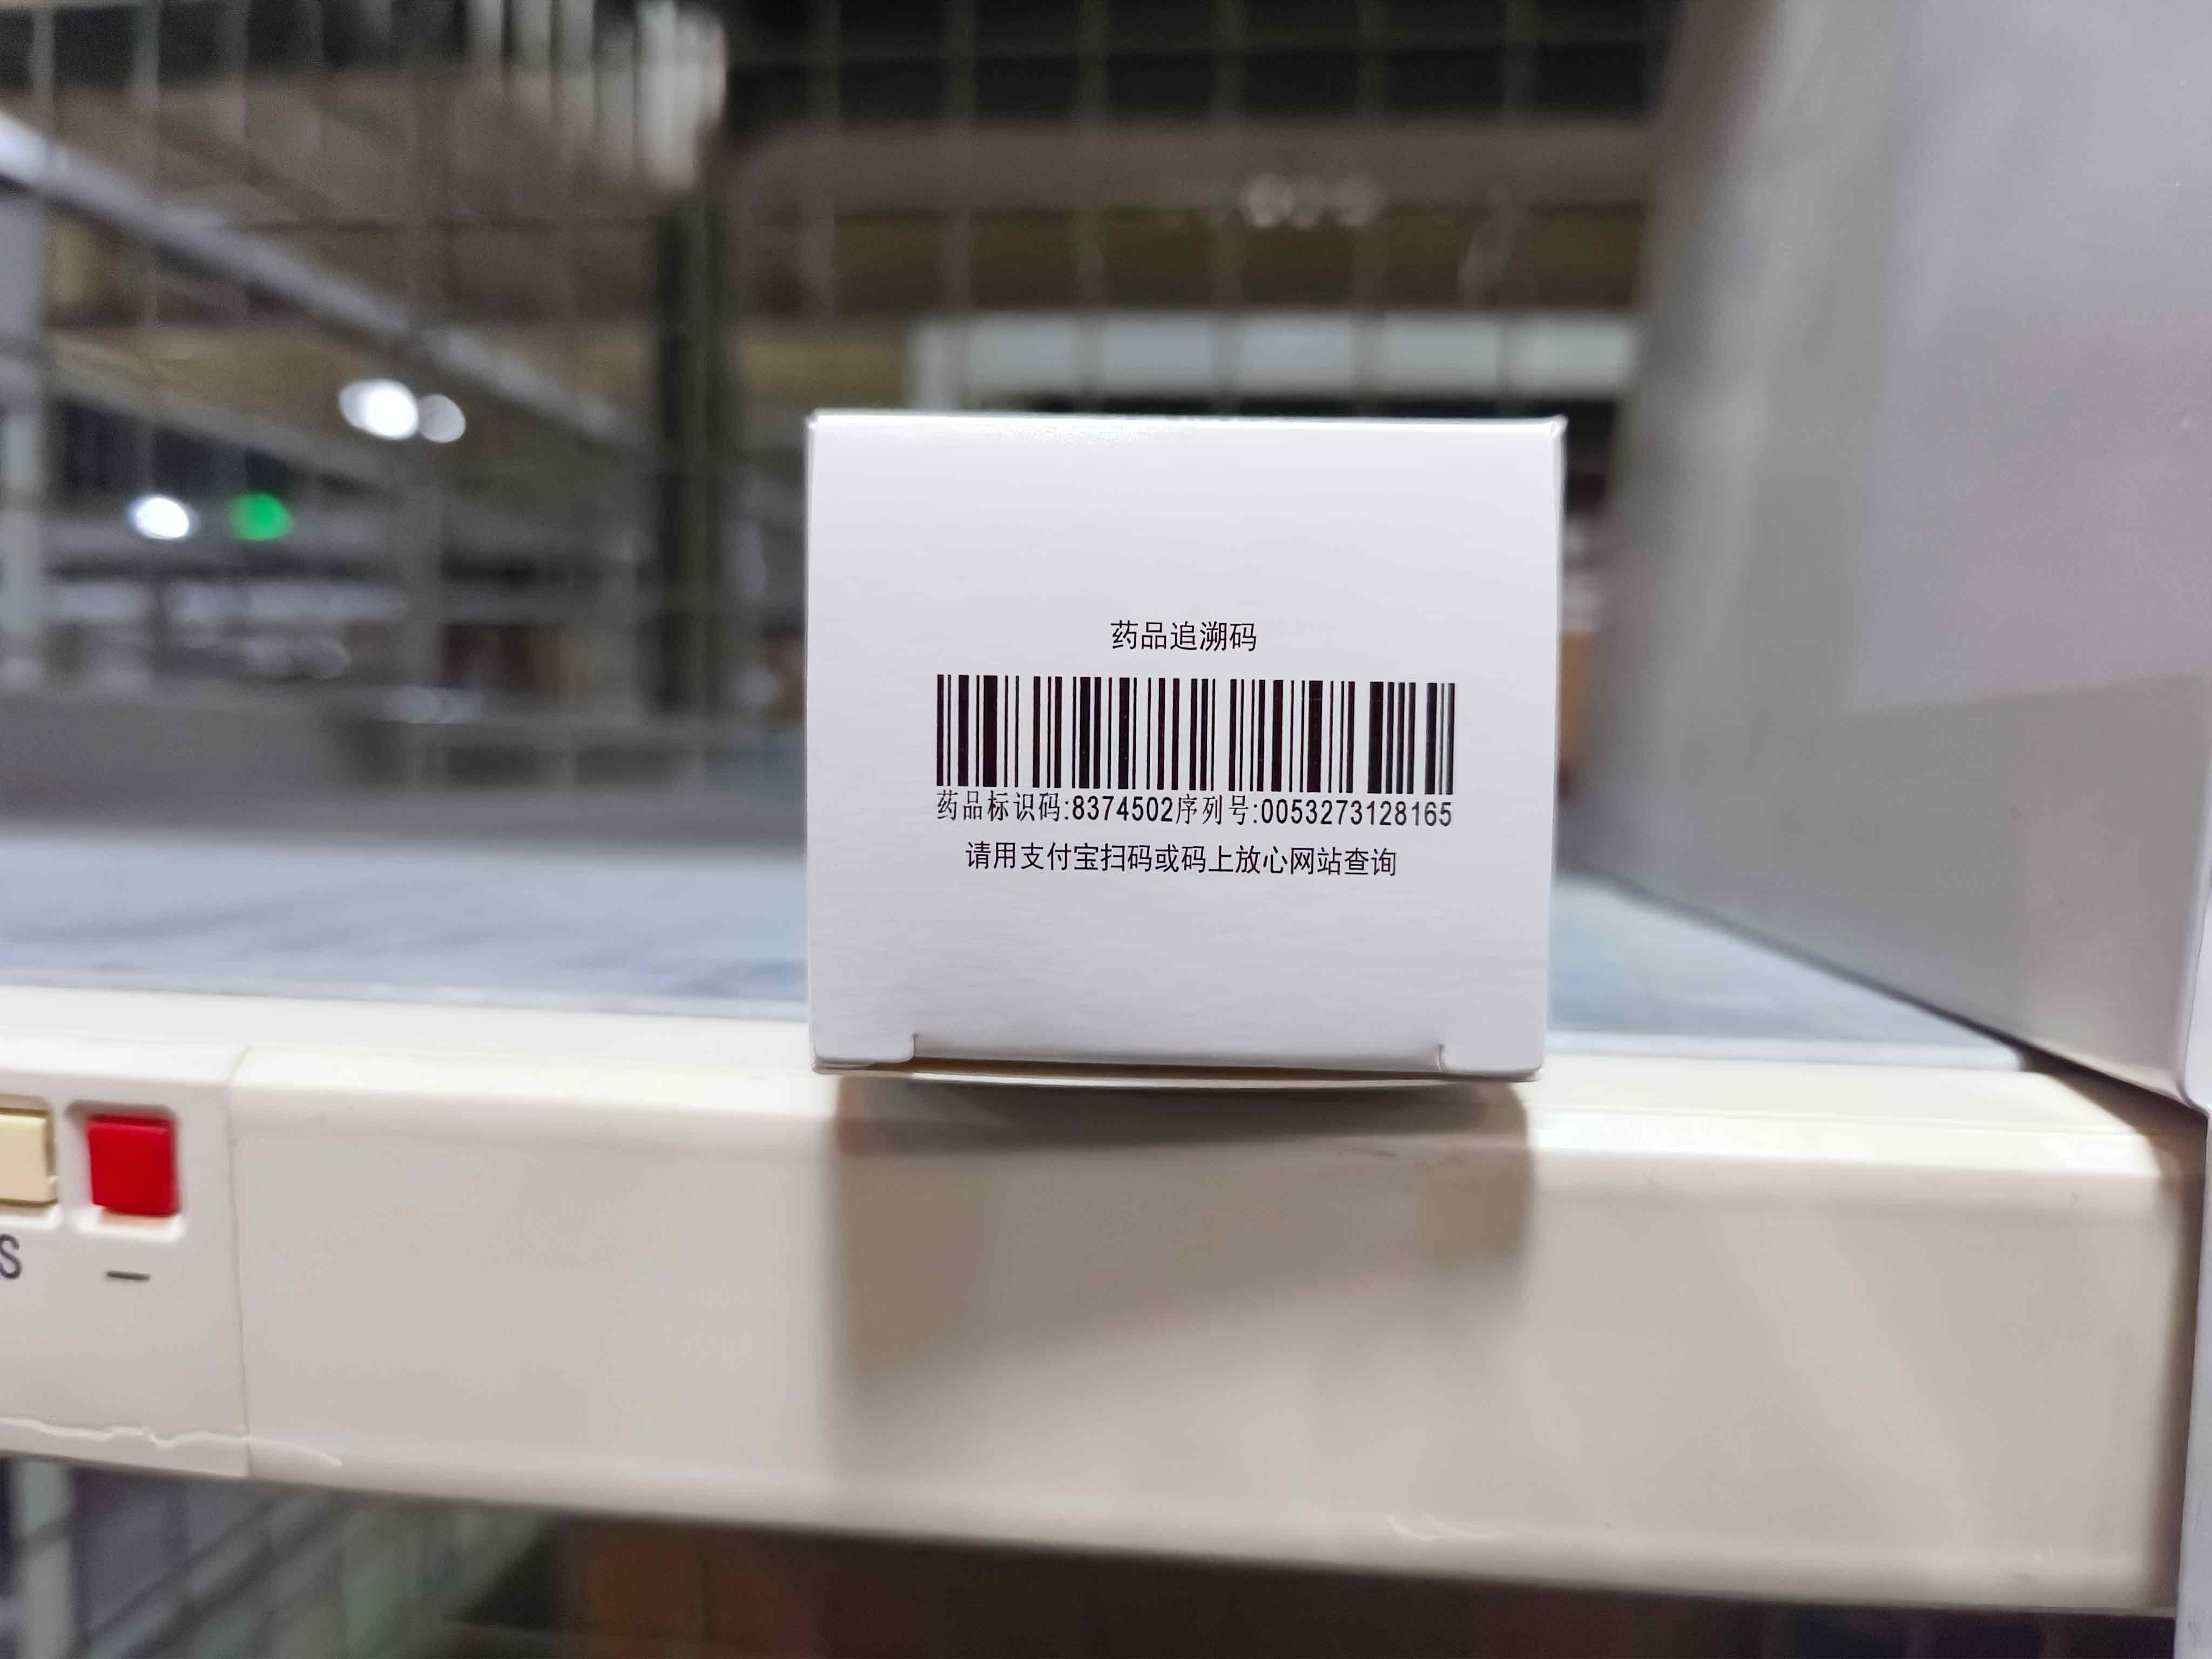 药品追溯码
药品标识码:8374502序列号:0053273128165
请用支付宝扫码或码上放心网站查询
S
—